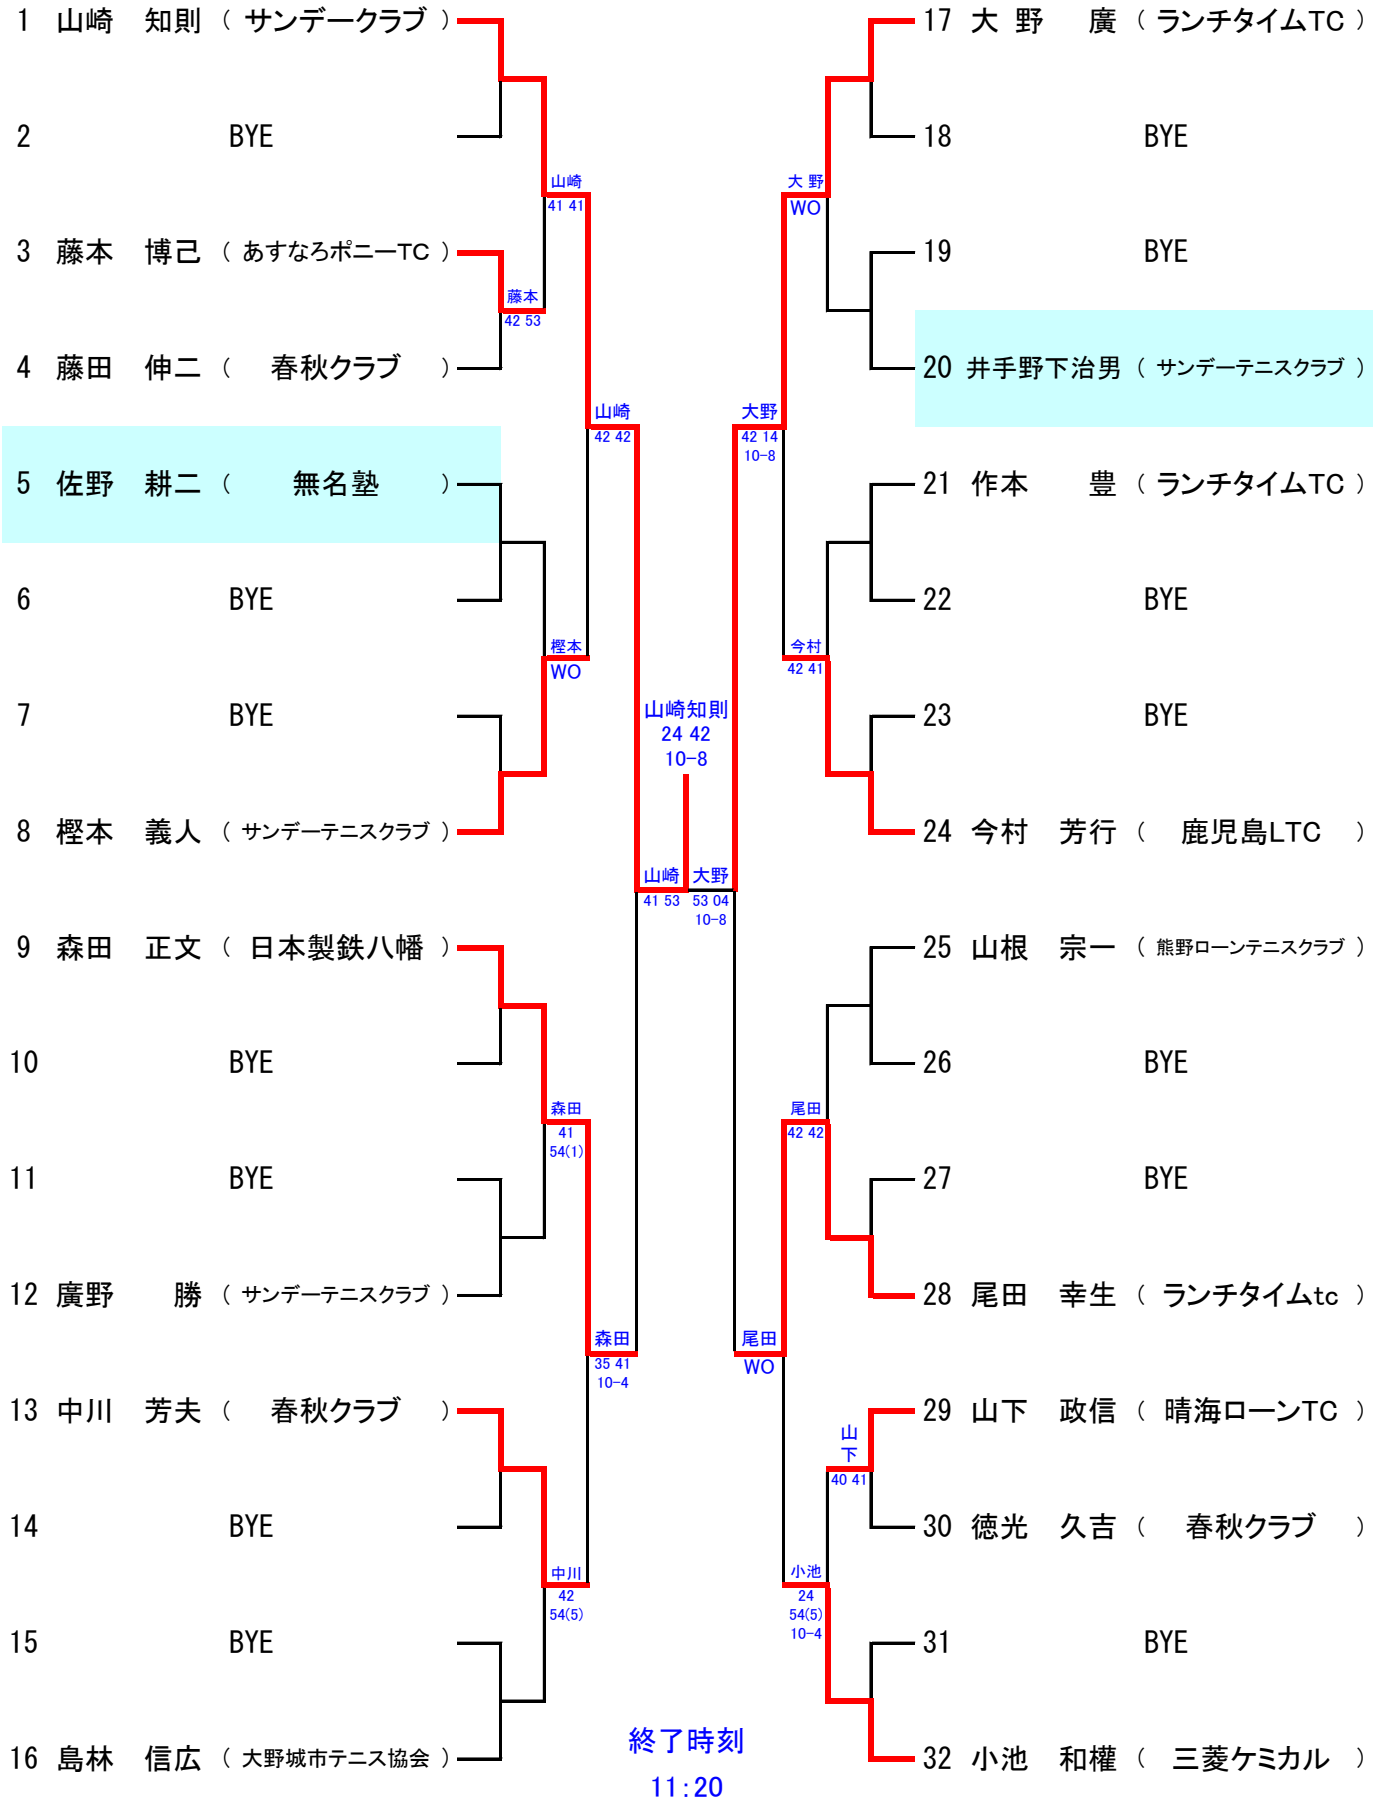 1 山崎 知則 ( サンデークラブ )
2 BYE
山崎
41 41
3 藤本 博己 ( あすなろポニーTC )
藤本
42 53
4 藤田 伸二 ( 春秋クラブ )
山崎
42 42
5 佐野 耕二 ( 無名塾 )
6 BYE
樫本
WO
7 BYE
8 樫本 義人 ( サンデーテニスクラブ )
山崎知則
24 42
10-8
山崎
41 53
9 森田 正文 ( 日本製鉄八幡 )
10 BYE
森田
41
54(1)
11 BYE
12 廣野 勝 ( サンデーテニスクラブ )
森田
35 41
10-4
13 中川 芳夫 ( 春秋クラブ )
14 BYE
中川
42
54(5)
15 BYE
16 島林 信広 ( 大野城市テニス協会 )
17 大 野 廣 ( ランチタイムTC )
18 BYE
大 野
WO
19 BYE
20 井手野下治男 ( サンデーテニスクラブ )
大野
42 14
10-8
21 作本 豊 ( ランチタイムTC )
22 BYE
今村
42 41
23 BYE
24 今村 芳行 ( 鹿児島LTC )
大野
53 04
10-8
25 山根 宗一 ( 熊野ローンテニスクラブ )
26 BYE
尾田
42 42
27 BYE
28 尾田 幸生 ( ランチタイムtc )
尾田
WO
29 山下 政信 ( 晴海ローンTC )
山
下
40 41
30 徳光 久吉 ( 春秋クラブ )
小池
24
54(5)
10-4
31 BYE
32 小池 和權 ( 三菱ケミカル )
終了時刻
11:20